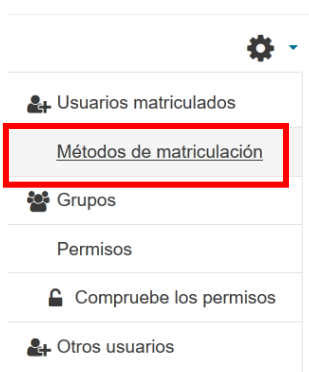 Usuarios matriculados
Métodos de matriculación
Grupos
Permisos
Compruebe los permisos
Otros usuarios